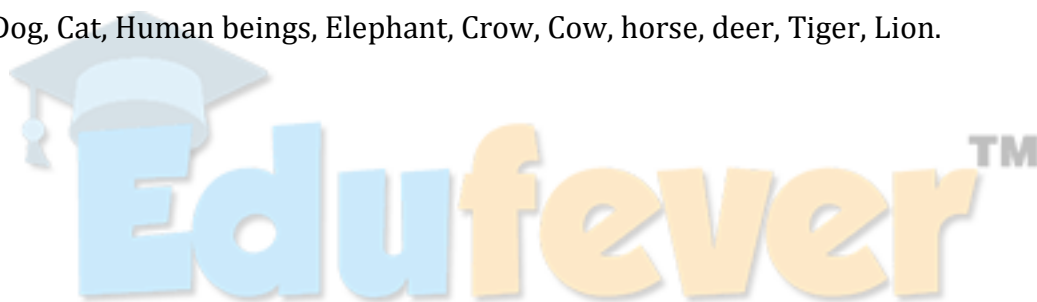 Dog, Cat, Human beings, Elephant, Crow, Cow, horse, deer, Tiger, Lion.
Edufever™